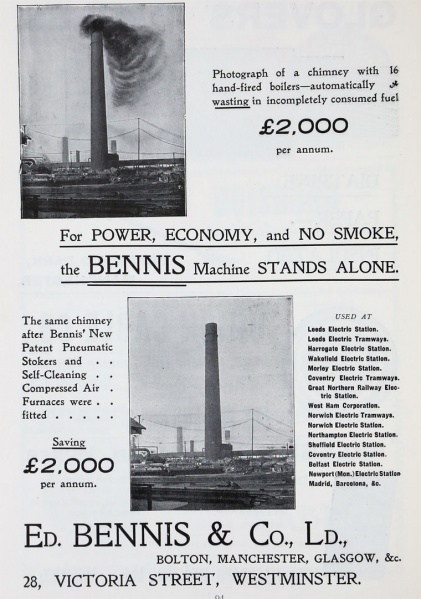 Photograph of a chimney with 16
hand-fired boilers—automatically
wasting in incompletely consumed fuel
£2,000
per annum.
For POWER, ECONOMY, and NO SMOKE,
the BENNIS Machine STANDS ALONE.
The same chimney
after Bennis' New
Patent Pneumatic
Stokers and . .
Self-Cleaning . .
Compressed Air .
Furnaces were . .
fitted . . . . .
Saving
£2,000
per annum.
USED AT
Leeds Electric Station.
Leeds Electric Tramways.
Harrogate Electric Station.
Wakefield Electric Station.
Morley Electric Station.
Coventry Electric Tramways.
Great Northern Railway Elec-
tric Station.
West Ham Corporation.
Norwich Electric Tramways.
Norwich Electric Station.
Northampton Electric Station.
Sheffield Electric Station.
Coventry Electric Station.
Belfast Electric Station.
Newport (Mon.) Electric Station
Madrid, Barcelona, &c.
ED. BENNIS & CO., LD.,
BOLTON, MANCHESTER, GLASGOW, &c.
28, VICTORIA STREET, WESTMINSTER.